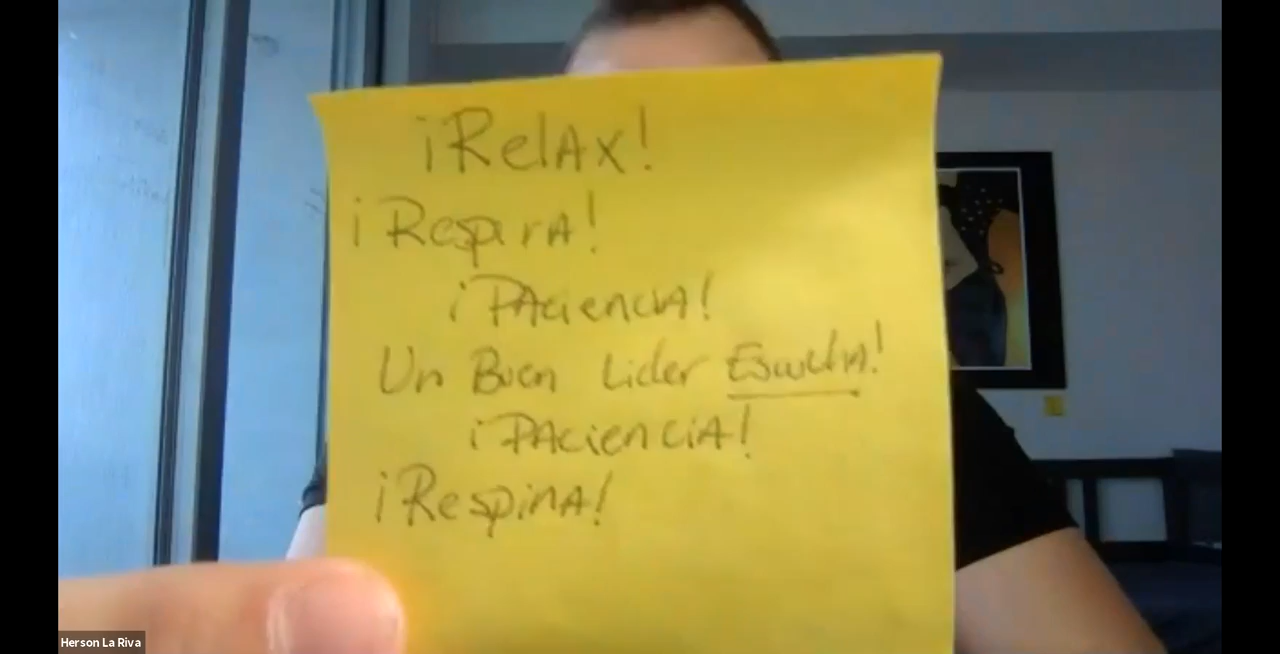 ¡RelAx!
¡RespirA!
¡PAcienciA!
Un Buen Lider EscuchA!
¡PAcienciA!
¡RespirA!
Herson La Riva